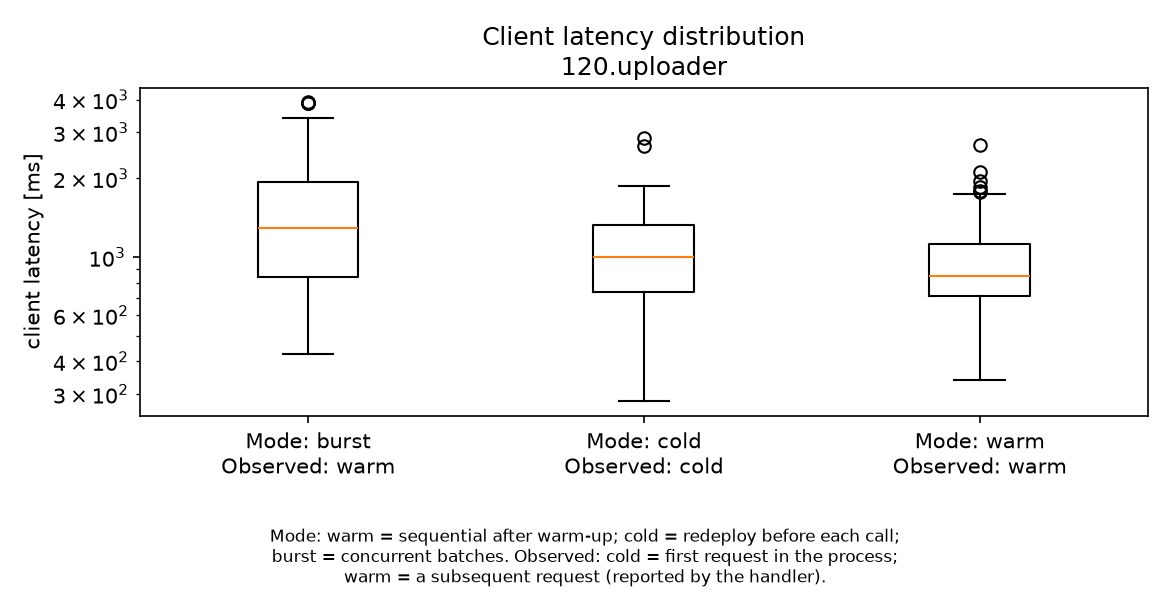 Client latency distribution
120.uploader
client latency [ms]
4 × 10³
3 × 10³
2 × 10³
10³
6 × 10²
4 × 10²
3 × 10²
Mode: burst
Observed: warm
Mode: cold
Observed: cold
Mode: warm
Observed: warm
Mode: warm = sequential after warm-up; cold = redeploy before each call;
burst = concurrent batches. Observed: cold = first request in the process;
warm = a subsequent request (reported by the handler).